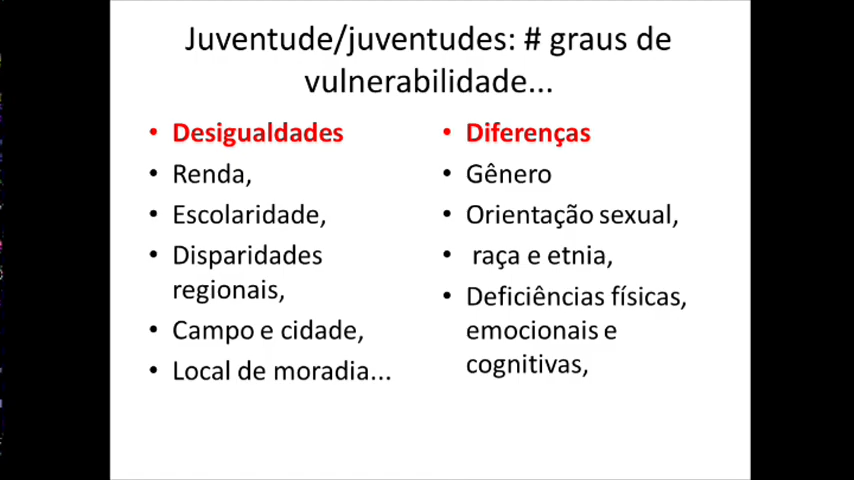 Juventude/juventudes: # graus de
vulnerabilidade...
• Desigualdades
• Renda,
• Escolaridade,
• Disparidades
regionais,
• Campo e cidade,
• Local de moradia...
• Diferenças
• Gênero
• Orientação sexual,
• raça e etnia,
• Deficiências físicas,
emocionais e
cognitivas,